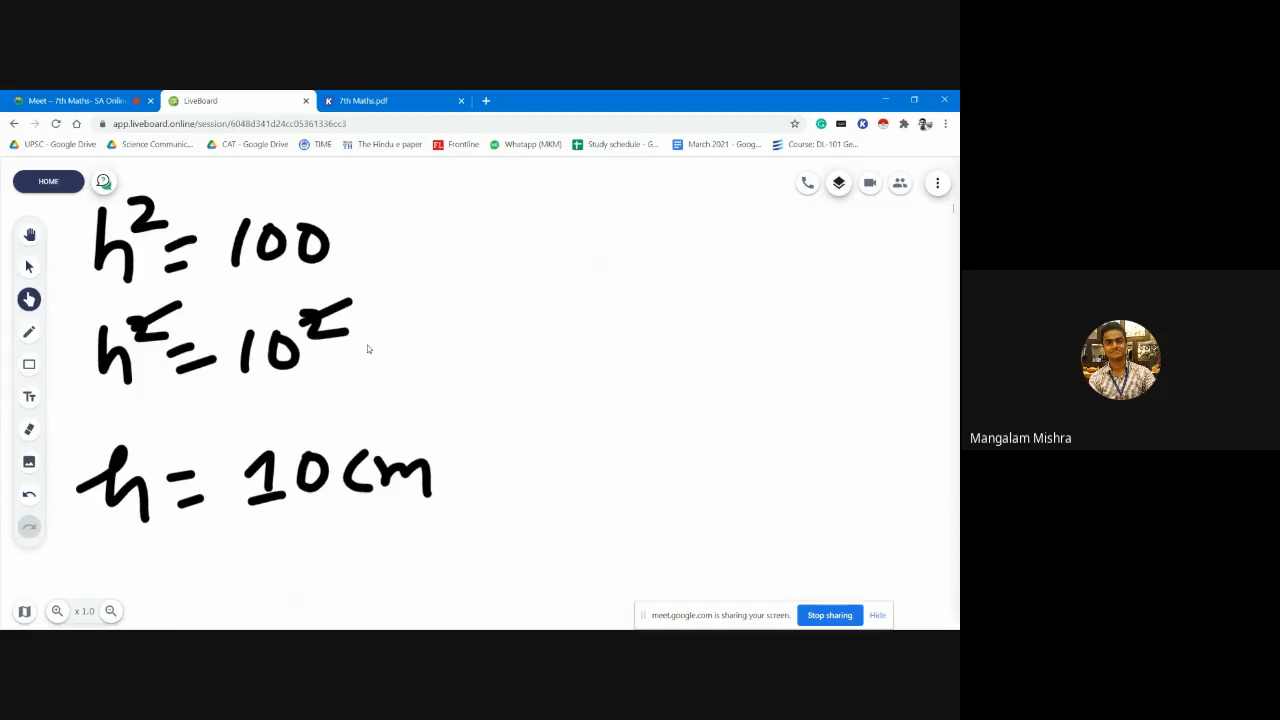 Meet – 7th Maths- SA Onlin
LiveBoard
7th Maths.pdf
app.liveboard.online/session/6048d341d24cc05361336cc3
UPSC - Google Drive
Science Communic...
CAT - Google Drive
TIME
The Hindu e paper
FL Frontline
Whatapp (MKM)
Study schedule - G...
March 2021 - Goog...
Course: DL-101 Ge...
HOME
h² = 100
h² = 10²
h = 10cm
Tт
x 1.0
meet.google.com is sharing your screen.
Stop sharing
Hide
Mangalam Mishra